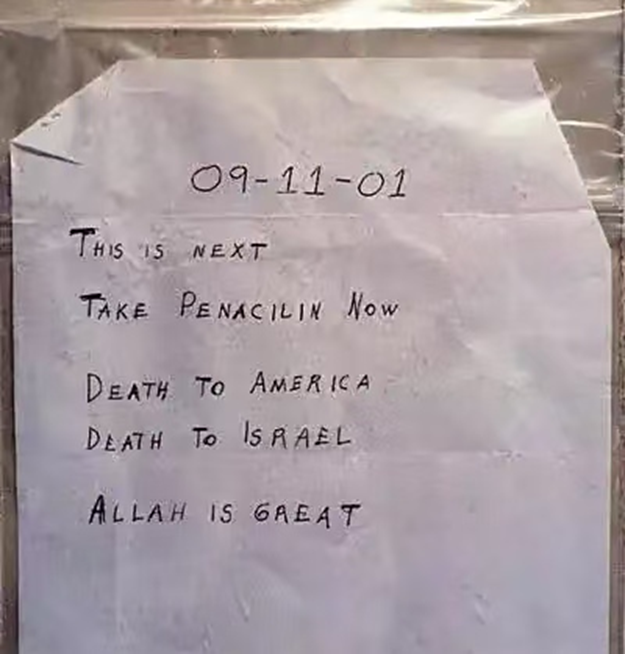 09-11-01
THIS IS NEXT
TAKE PENACILIN NOW
DEATH TO AMERICA
DEATH TO ISRAEL
ALLAH IS GREAT